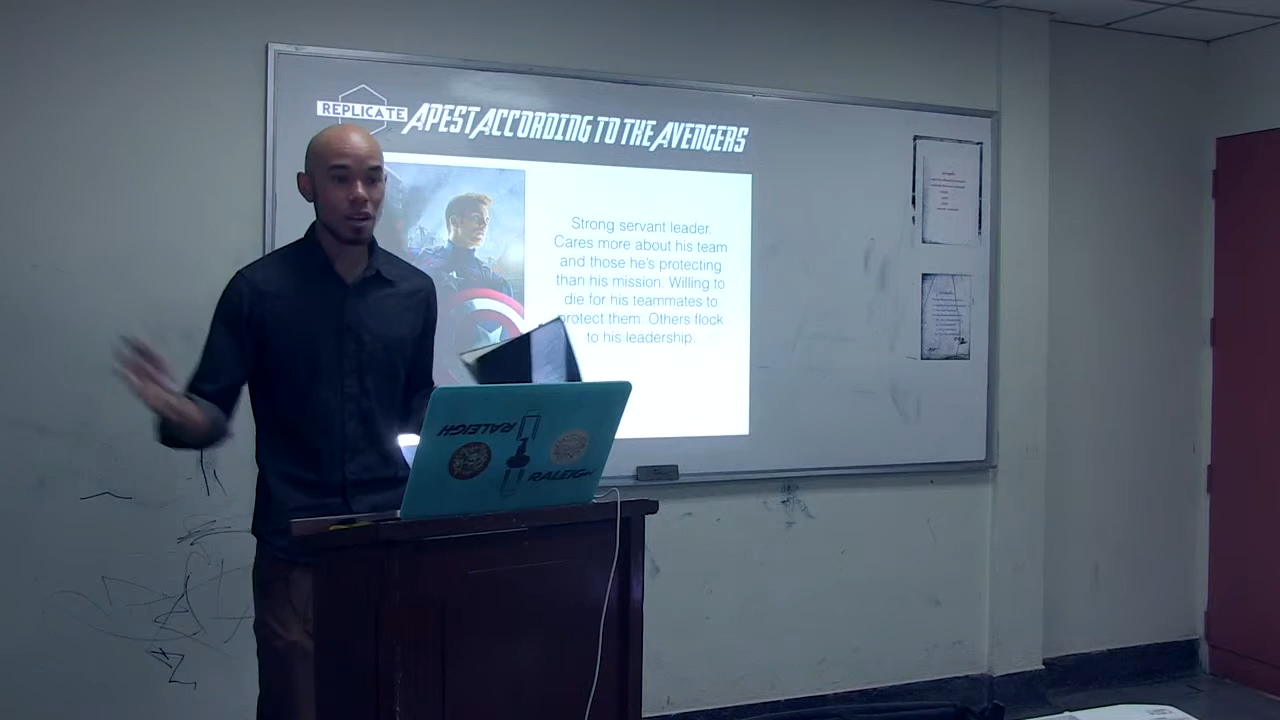 REPLICATE
APEST ACCORDING TO THE AVENGERS
Strong servant leader.
Cares more about his team
and those he's protecting
than his mission. Willing to
die for his teammates to
protect them. Others flock
to his leadership.
RALEIGH
RALEIGH